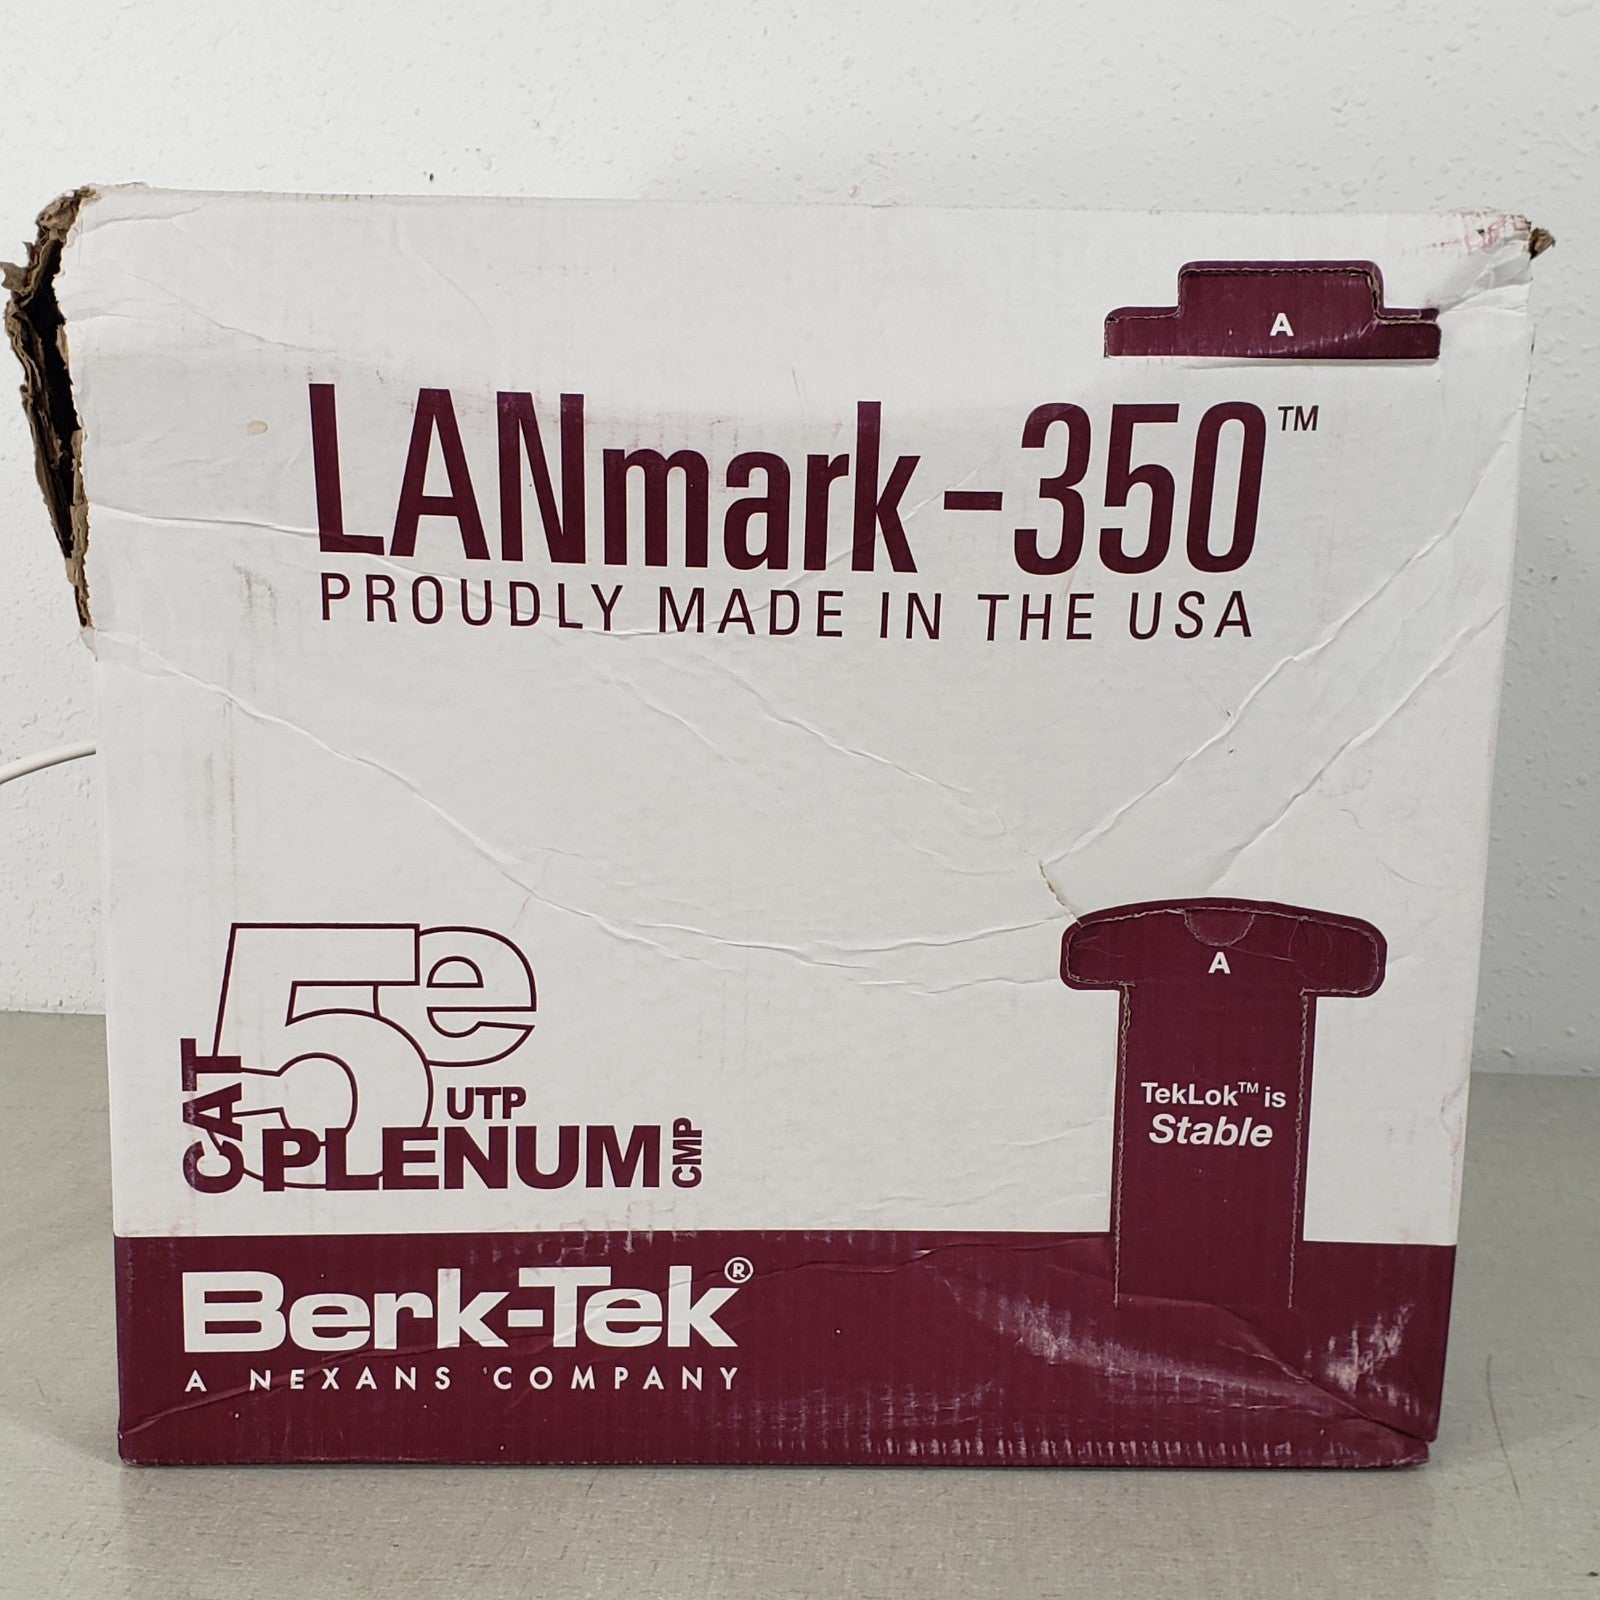 A
LANmark-350™
PROUDLY MADE IN THE USA
A
TekLok™ is
Stable
CAT 5e
UTP
PLENUM CMP
Berk-Tek®
A NEXANS COMPANY